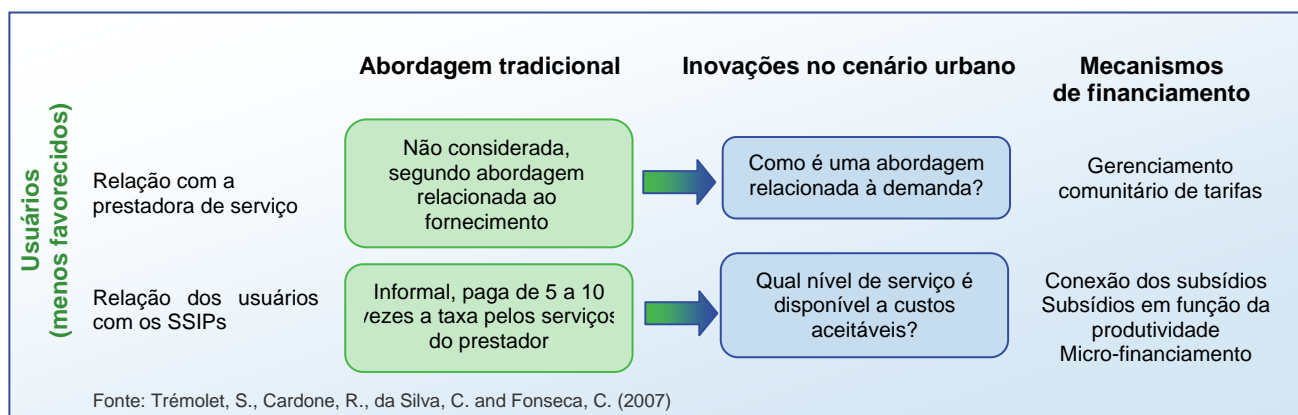 Abordagem tradicional
Inovações no cenário urbano
Mecanismos
de financiamento
Usuários
(menos favorecidos)
Relação com a
prestadora de serviço
Não considerada,
segundo abordagem
relacionada ao
fornecimento
Como é uma abordagem
relacionada à demanda?
Gerenciamento
comunitário de tarifas
Relação dos usuários
com os SSIPs
Informal, paga de 5 a 10
vezes a taxa pelos serviços
do prestador
Qual nível de serviço é
disponível a custos
aceitáveis?
Conexão dos subsídios
Subsídios em função da
produtividade
Micro-financiamento
Fonte: Trémolet, S., Cardone, R., da Silva, C. and Fonseca, C. (2007)